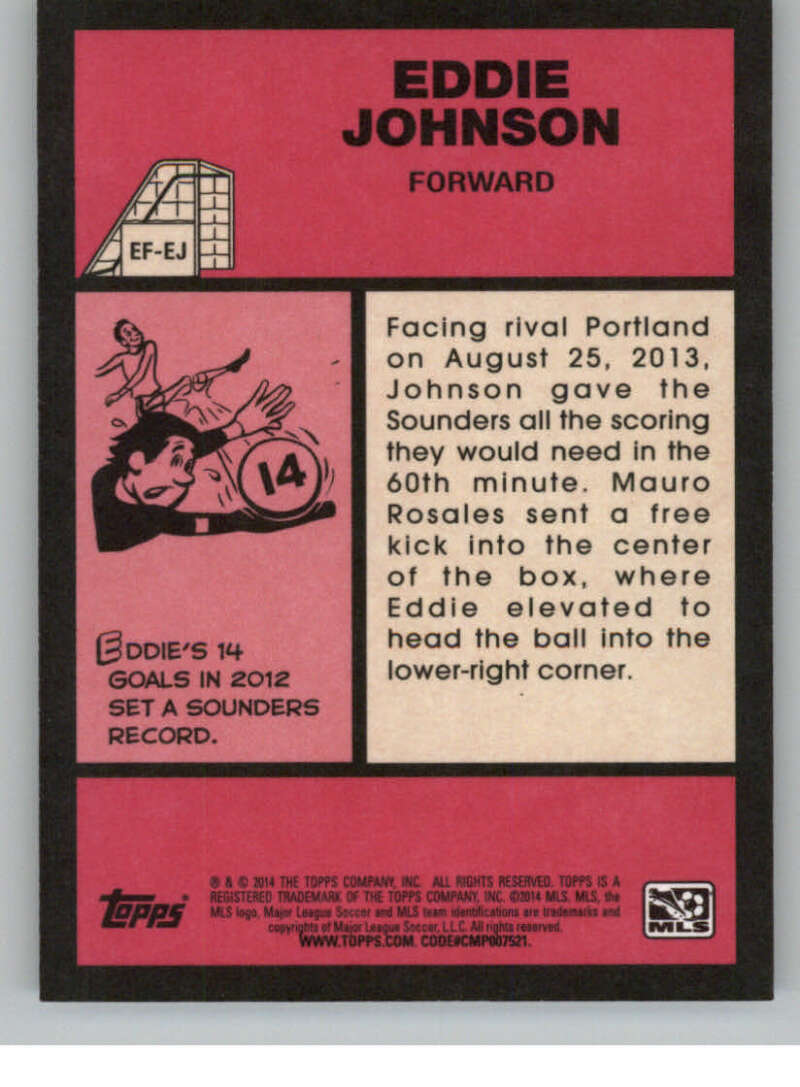 EDDIE
JOHNSON
FORWARD
EF-EJ
14
EDDIE'S 14
GOALS IN 2012
SET A SOUNDERS
RECORD.
Facing rival Portland
on August 25, 2013,
Johnson gave the
Sounders all the scoring
they would need in the
60th minute. Mauro
Rosales sent a free
kick into the center
of the box, where
Eddie elevated to
head the ball into the
lower-right corner.
Topps
® & © 2014 THE TOPPS COMPANY, INC. ALL RIGHTS RESERVED. TOPPS IS A
REGISTERED TRADEMARK OF THE TOPPS COMPANY, INC. ©2014 MLS. MLS, the
MLS logo, Major League Soccer and MLS team identifications are trademarks and
copyrights of Major League Soccer, L.L.C. All rights reserved.
WWW.TOPPS.COM. CODE#CMP007521.
MLS